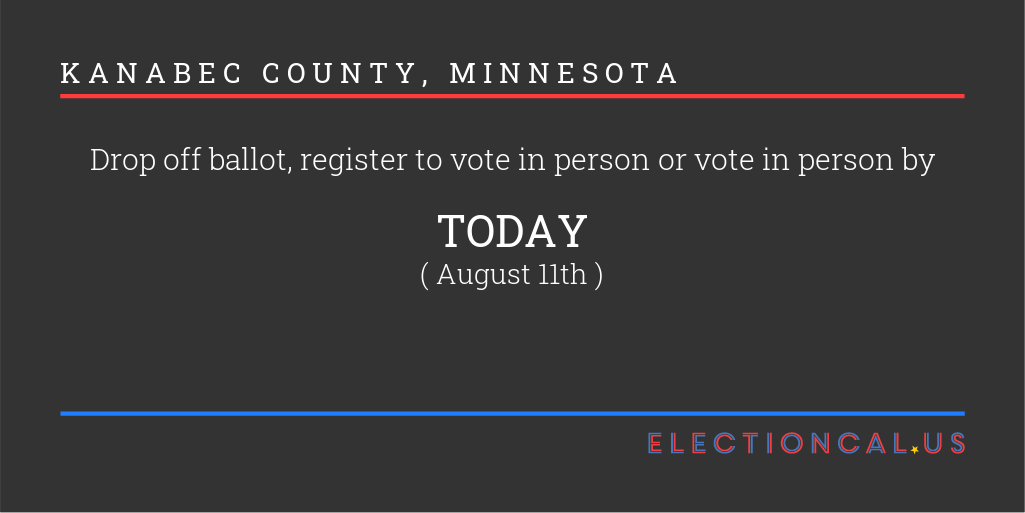 KANABEC COUNTY, MINNESOTA
Drop off ballot, register to vote in person or vote in person by
TODAY
( August 11th )
ELECTIONCAL.US